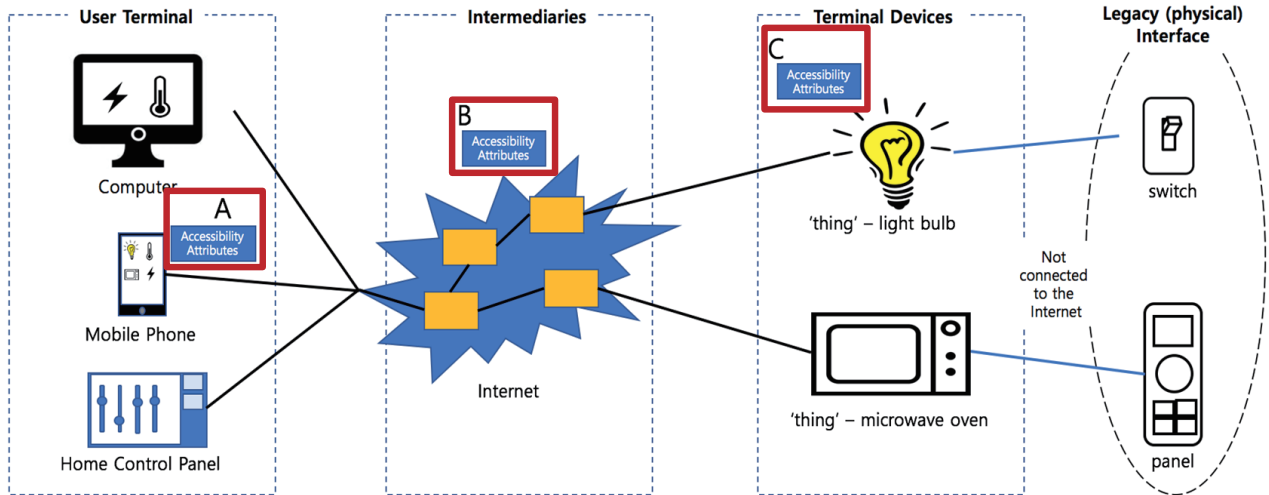 User Terminal
Intermediaries
Terminal Devices
Legacy (physical)
Interface
Computer
A
Accessibility
Attributes
Mobile Phone
Home Control Panel
B
Accessibility
Attributes
Internet
C
Accessibility
Attributes
'thing' – light bulb
'thing' – microwave oven
Not
connected
to the
Internet
switch
panel